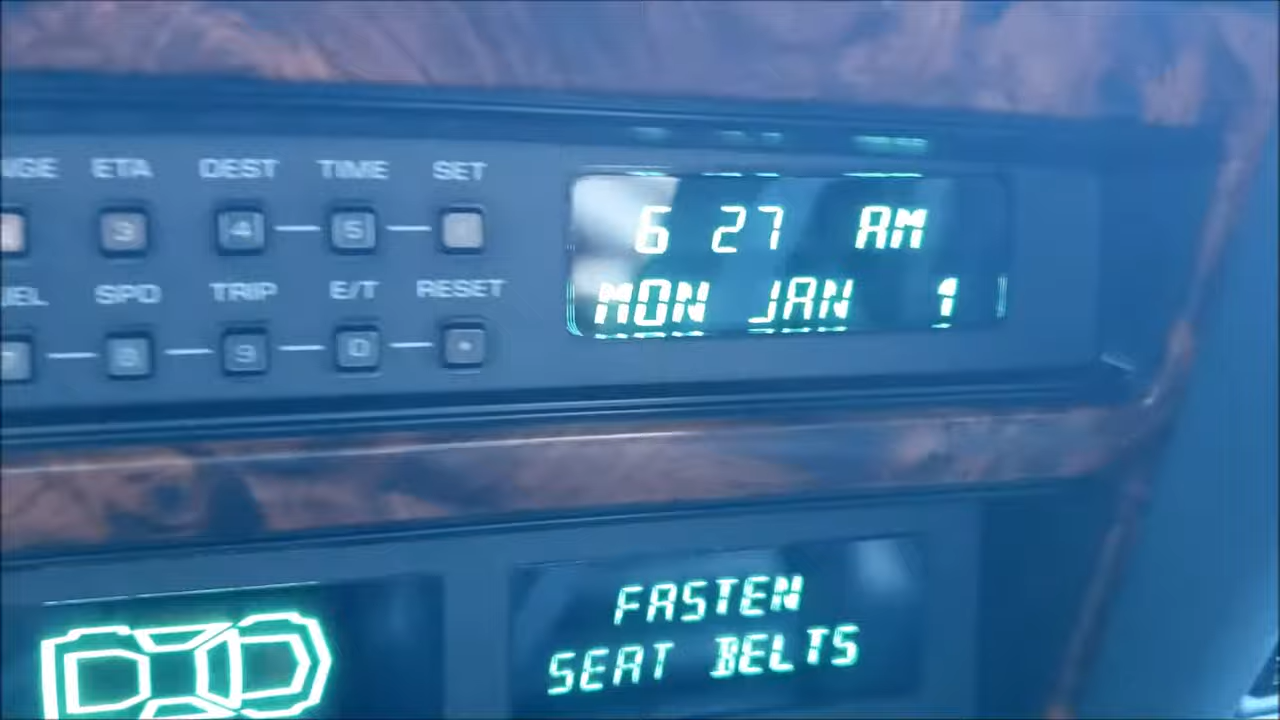 ETA DEST TIME SET
3 4 5
6 27 AM
MON JAN 1
SPD TRIP E/T RESET
8 9 0
FASTEN
SEAT BELTS